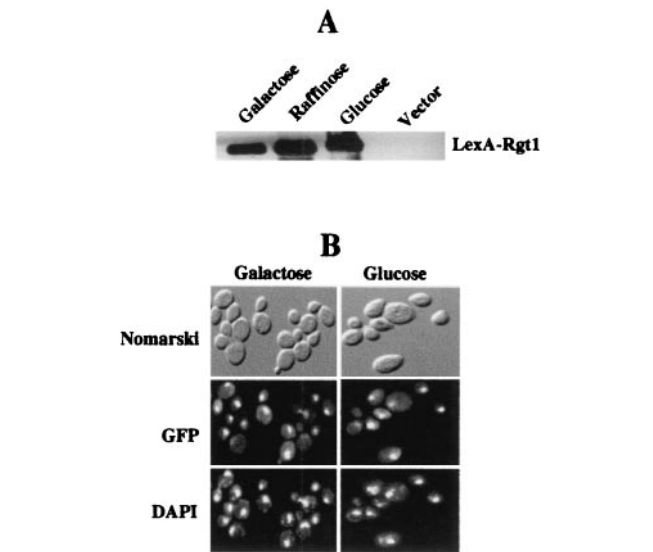 A
Galactose
Raffinose
Glucose
Vector
LexA-Rgt1
B
Galactose
Glucose
Nomarski
GFP
DAPI